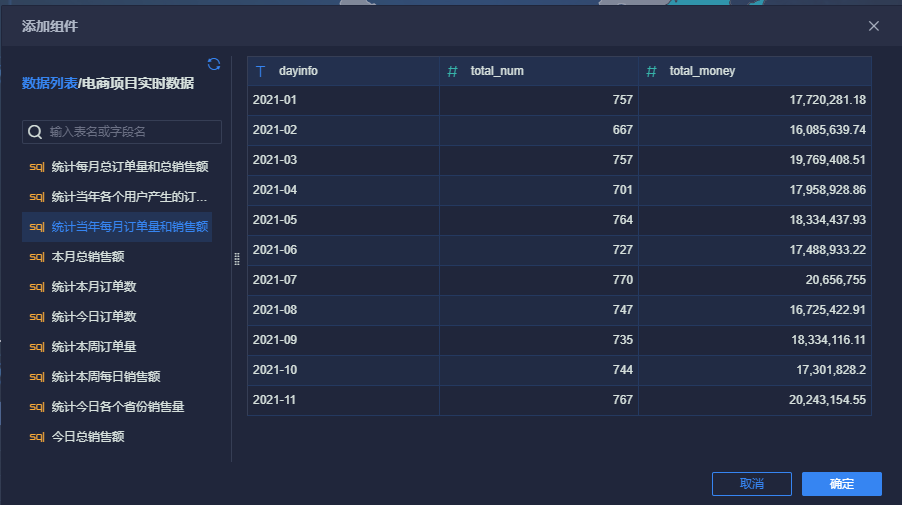 添加组件
数据列表/电商项目实时数据
输入表名或字段名
sql 统计每月总订单量和总销售额
sql 统计当年各个用户产生的订...
sql 统计当年每月订单量和销售额
sql 本月总销售额
sql 统计本月订单数
sql 统计今日订单数
sql 统计本周订单量
sql 统计本周每日销售额
sql 统计今日各个省份销售量
sql 今日总销售额
T dayinfo # total_num # total_money
2021-01 757 17,720,281.18
2021-02 667 16,085,639.74
2021-03 757 19,769,408.51
2021-04 701 17,958,928.86
2021-05 764 18,334,437.93
2021-06 727 17,488,933.22
2021-07 770 20,656,755
2021-08 747 16,725,422.91
2021-09 735 18,334,116.11
2021-10 744 17,301,828.2
2021-11 767 20,243,154.55
取消 确定